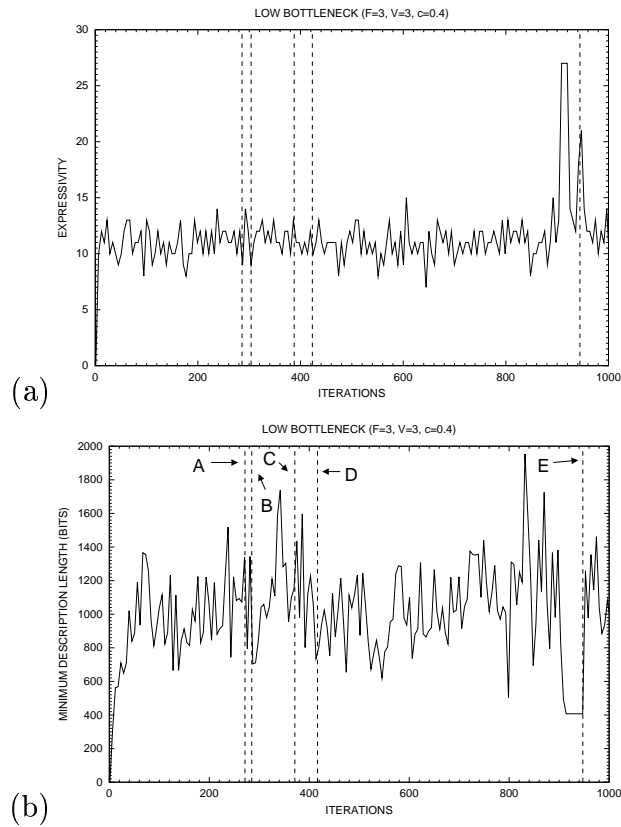 LOW BOTTLENECK (F=3, V=3, c=0.4)
30
25
20
15
10
5
0
EXPRESSIVITY
0 200 400 600 800 1000
ITERATIONS
(a)
LOW BOTTLENECK (F=3, V=3, c=0.4)
2000
1800
1600
1400
1200
1000
800
600
400
200
0
MINIMUM DESCRIPTION LENGTH (BITS)
A B C D E
0 200 400 600 800 1000
ITERATIONS
(b)